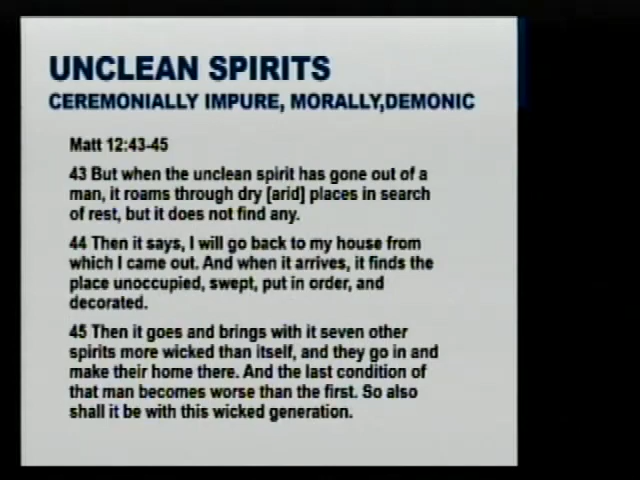 UNCLEAN SPIRITS
CEREMONIALLY IMPURE, MORALLY,DEMONIC
Matt 12:43-45
43 But when the unclean spirit has gone out of a
man, it roams through dry [arid] places in search
of rest, but it does not find any.
44 Then it says, I will go back to my house from
which I came out. And when it arrives, it finds the
place unoccupied, swept, put in order, and
decorated.
45 Then it goes and brings with it seven other
spirits more wicked than itself, and they go in and
make their home there. And the last condition of
that man becomes worse than the first. So also
shall it be with this wicked generation.